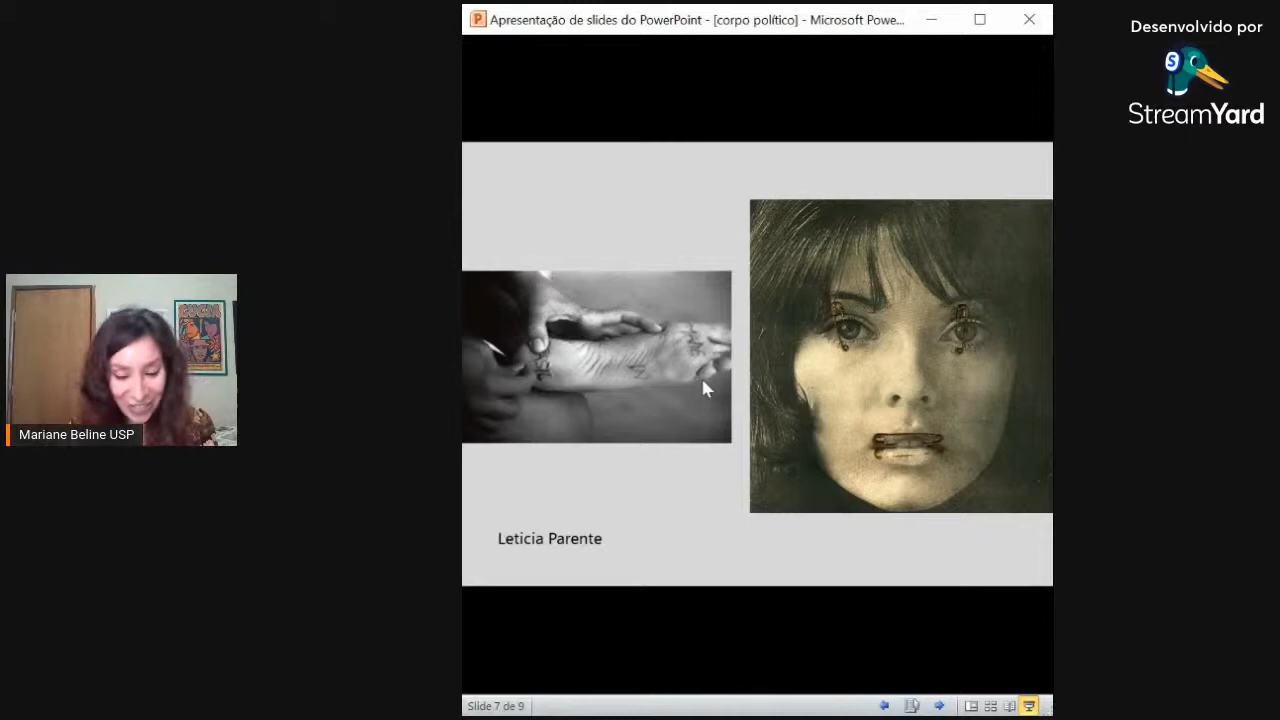 Apresentação de slides do PowerPoint - [corpo político] - Microsoft Powe...
Desenvolvido por
S
StreamYard
Mariane Beline USP
Leticia Parente
Slide 7 de 9